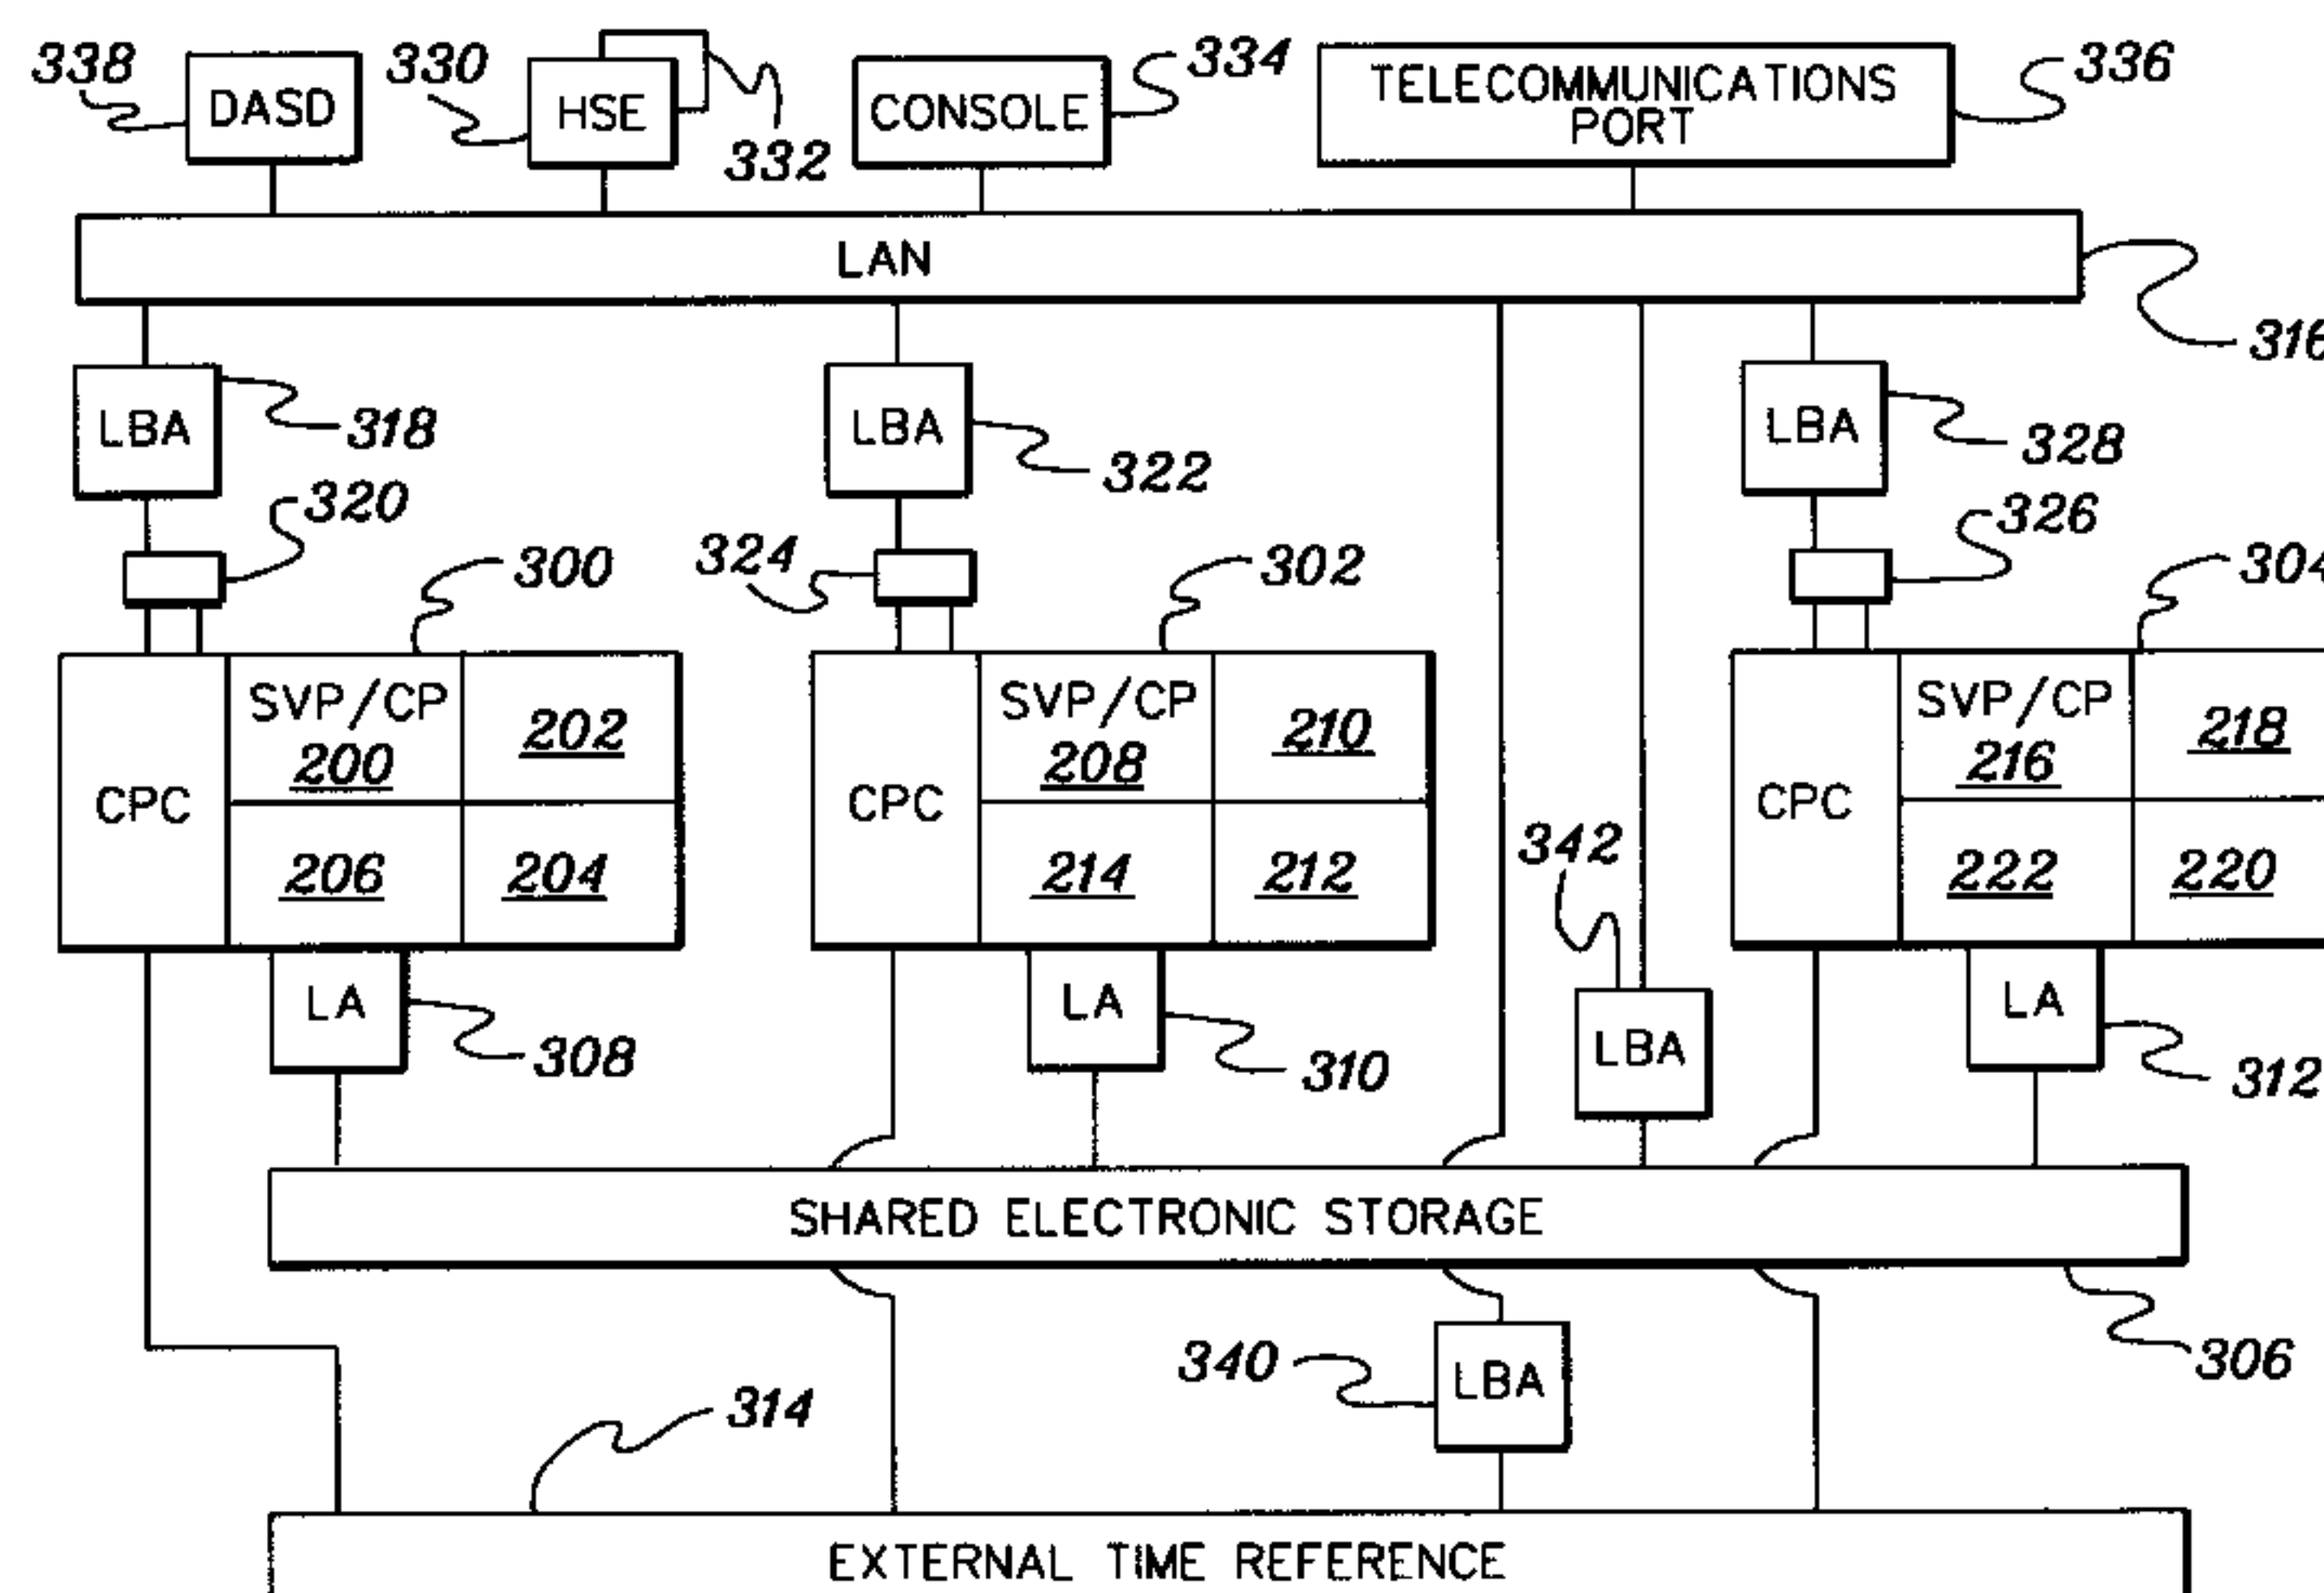 338
DASD
330
HSE
332
CONSOLE
334
TELECOMMUNICATIONS
PORT
336
LAN
316
LBA
318
320
LBA
322
324
LBA
328
326
300
CPC
SVP/CP
200
202
206
204
302
CPC
SVP/CP
208
210
214
212
304
CPC
SVP/CP
216
218
222
220
342
LBA
LA
308
LA
310
LA
312
SHARED ELECTRONIC STORAGE
306
340
LBA
314
EXTERNAL TIME REFERENCE